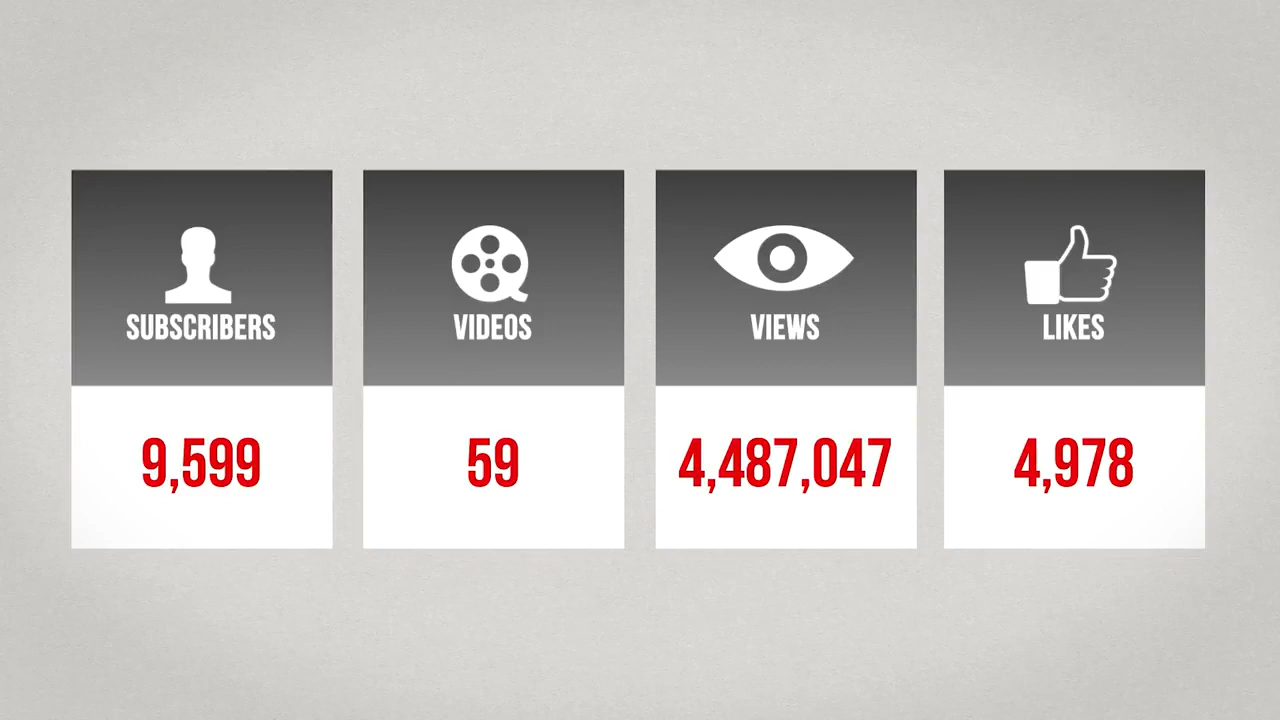 SUBSCRIBERS
9,599
VIDEOS
59
VIEWS
4,487,047
LIKES
4,978